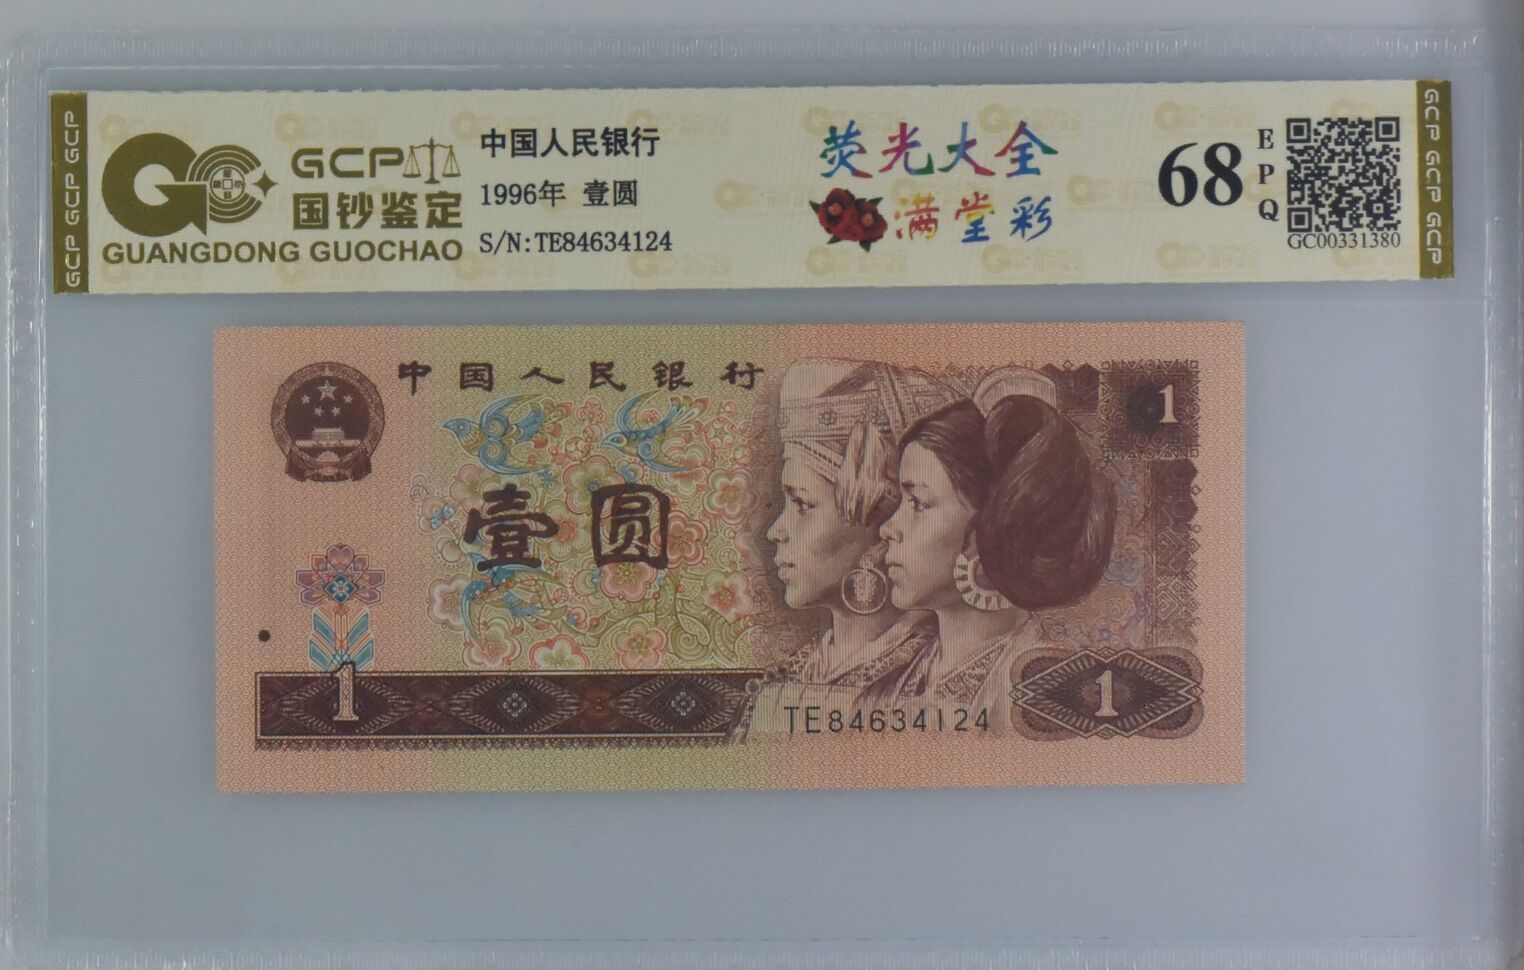 GCP GCP GCP
GCP
国钞鉴定
GUANGDONG GUOCHAO
中国人民银行
1996年 壹圆
S/N:TE84634124
荧光大全
满堂彩
68
EPQ
GC00331380
GCP GCP GCP
中国人民银行
1
壹圆
1
TE84634124
1